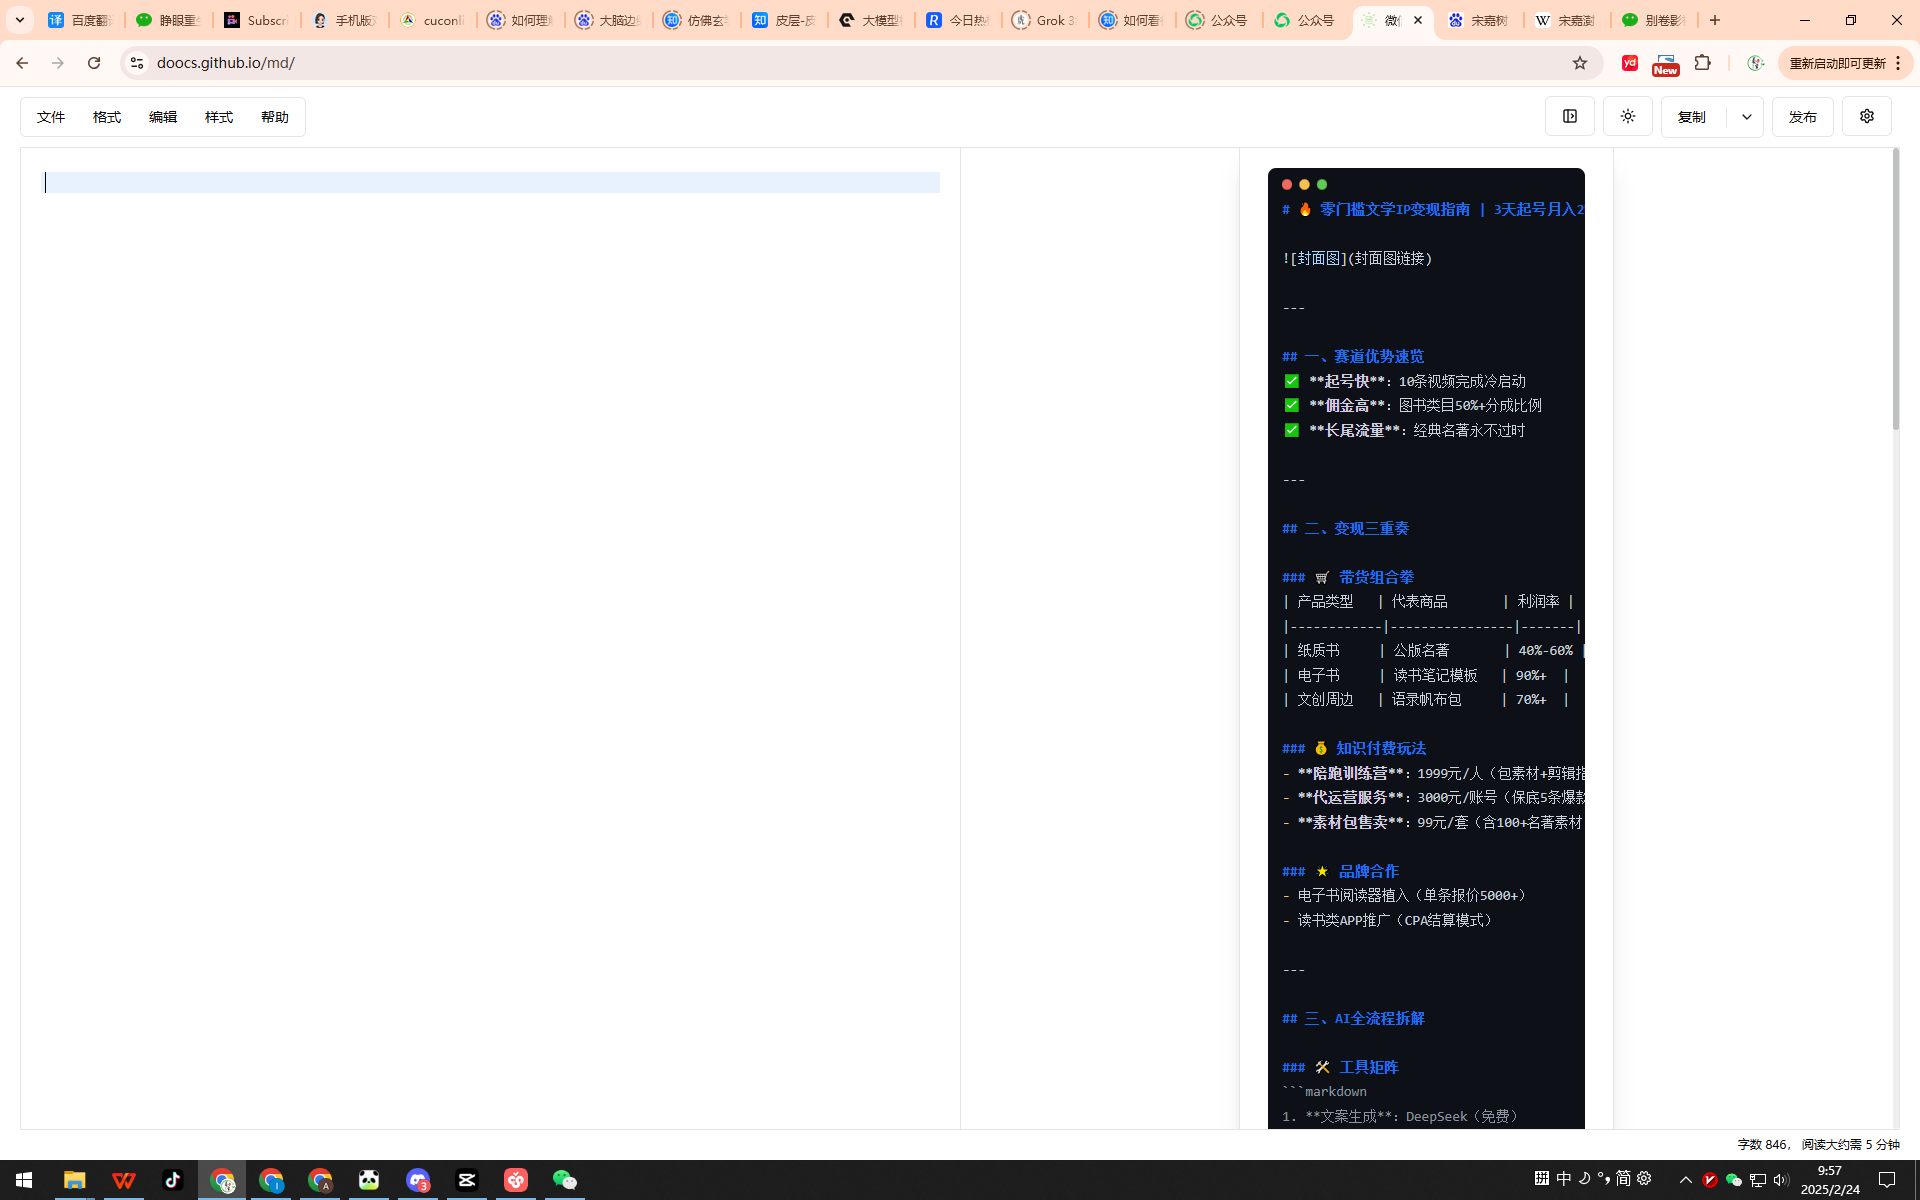 百度翻
睁眼重
Subscri
手机版
cuconli
如何理
大脑边
仿佛玄
皮层-皮
大模型
今日热
Grok 3
如何看
公众号
公众号
微信
宋嘉树
宋嘉澍
别卷影
doocs.github.io/md/
yd
New
重新启动即可更新
文件 格式 编辑 样式 帮助
复制
发布
# 🔥 零门槛文学IP变现指南 | 3天起号月入2
![封面图](封面图链接)
---
## 一、赛道优势速览
✅ **起号快**：10条视频完成冷启动
✅ **佣金高**：图书类目50%+分成比例
✅ **长尾流量**：经典名著永不过时
---
## 二、变现三重奏
### 🛒 带货组合拳
| 产品类型 | 代表商品 | 利润率 |
|------------|----------------|-------|
| 纸质书 | 公版名著 | 40%-60% |
| 电子书 | 读书笔记模板 | 90%+ |
| 文创周边 | 语录帆布包 | 70%+ |
### 💰 知识付费玩法
- **陪跑训练营**：1999元/人（包素材+剪辑指
- **代运营服务**：3000元/账号（保底5条爆款
- **素材包售卖**：99元/套（含100+名著素材
### ⭐ 品牌合作
- 电子书阅读器植入（单条报价5000+）
- 读书类APP推广（CPA结算模式）
---
## 三、AI全流程拆解
### 🛠 工具矩阵
```markdown
1. **文案生成**：DeepSeek（免费）
字数 846， 阅读大约需 5 分钟
拼 中 简
9:57
2025/2/24